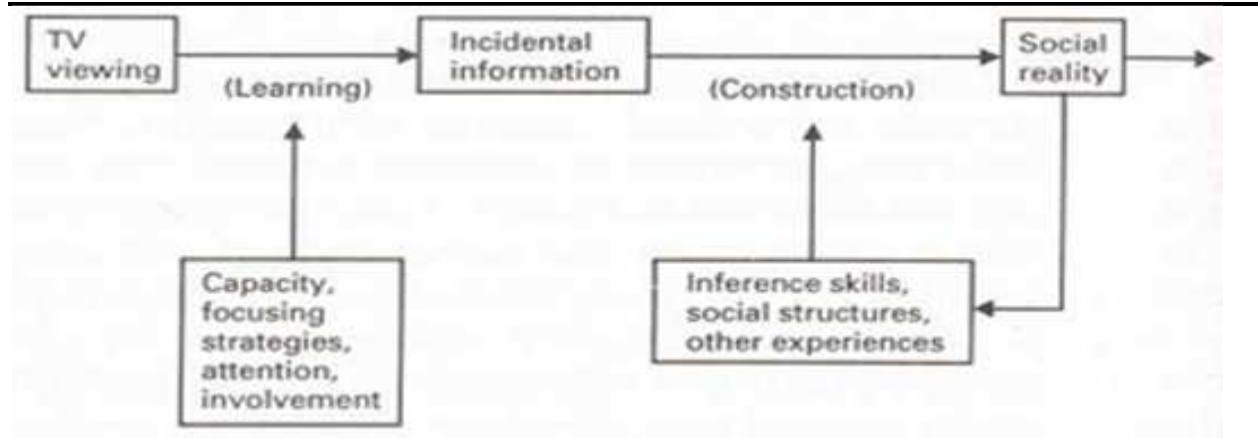 TV
viewing
(Learning)
Incidental
information
(Construction)
Social
reality
Capacity,
focusing
strategies,
attention,
involvement
Inference skills,
social structures,
other experiences